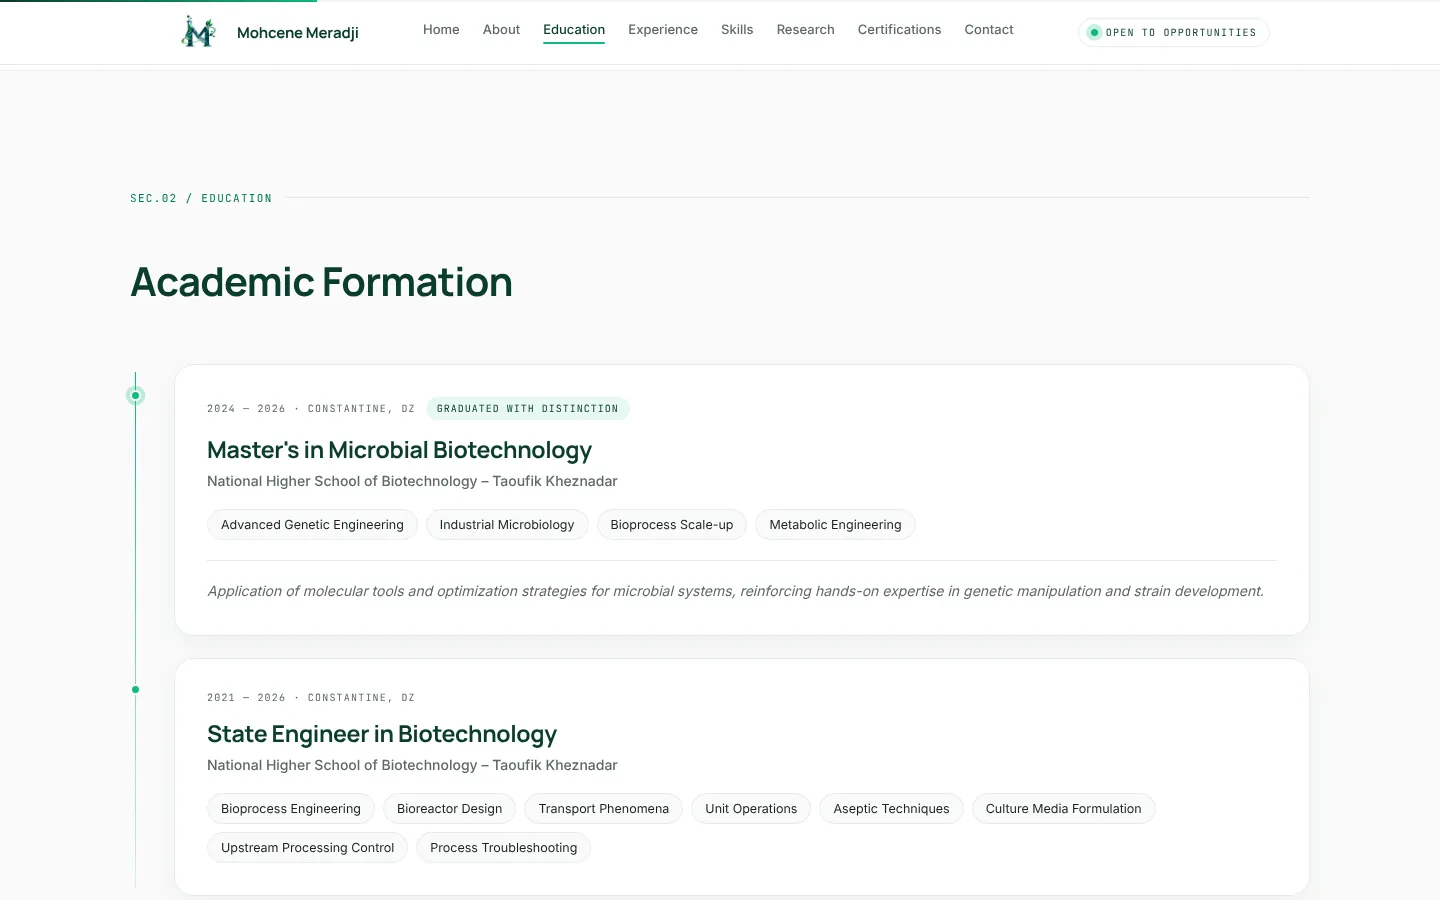 Mohcene Meradji
Home About Education Experience Skills Research Certifications Contact
OPEN TO OPPORTUNITIES
SEC.02 / EDUCATION
Academic Formation
2024 — 2026 · CONSTANTINE, DZ GRADUATED WITH DISTINCTION
Master's in Microbial Biotechnology
National Higher School of Biotechnology – Taoufik Kheznadar
Advanced Genetic Engineering Industrial Microbiology Bioprocess Scale-up Metabolic Engineering
Application of molecular tools and optimization strategies for microbial systems, reinforcing hands-on expertise in genetic manipulation and strain development.
2021 — 2026 · CONSTANTINE, DZ
State Engineer in Biotechnology
National Higher School of Biotechnology – Taoufik Kheznadar
Bioprocess Engineering Bioreactor Design Transport Phenomena Unit Operations Aseptic Techniques Culture Media Formulation
Upstream Processing Control Process Troubleshooting